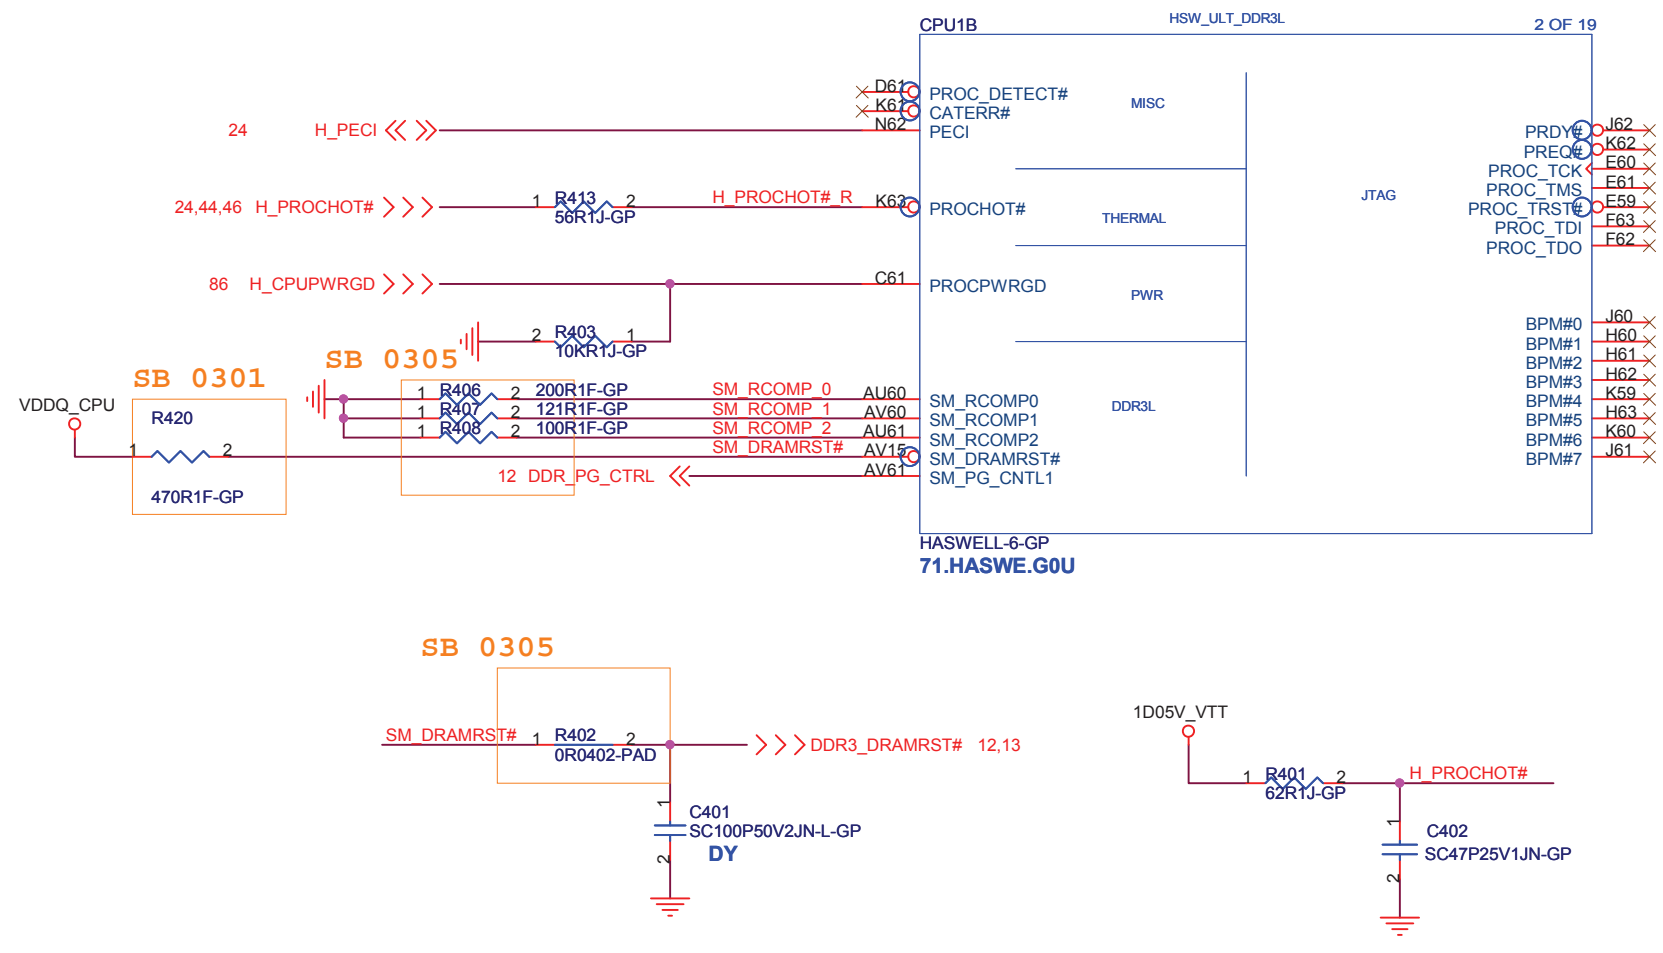 CPU1B
HSW_ULT_DDR3L
2 OF 19
D61
PROC_DETECT#
MISC
K61
CATERR#
24 H_PECI
N62
PECI
24,44,46 H_PROCHOT#
1 R413 2
56R1J-GP
H_PROCHOT#_R
K63
PROCHOT#
THERMAL
86 H_CPUPWRGD
C61
PROCPWRGD
PWR
2 R403 1
10KR1J-GP
SB 0305
SB 0301
VDDQ_CPU
R420
1 2
470R1F-GP
1 R406 2 200R1F-GP
SM_RCOMP_0
AU60
SM_RCOMP0
DDR3L
1 R407 2 121R1F-GP
SM_RCOMP_1
AV60
SM_RCOMP1
1 R408 2 100R1F-GP
SM_RCOMP_2
AU61
SM_RCOMP2
SM_DRAMRST#
AV15
SM_DRAMRST#
12 DDR_PG_CTRL
AV61
SM_PG_CNTL1
JTAG
PRDY# J62
PREQ# K62
PROC_TCK E60
PROC_TMS E61
PROC_TRST# E59
PROC_TDI F63
PROC_TDO F62
BPM#0 J60
BPM#1 H60
BPM#2 H61
BPM#3 H62
BPM#4 K59
BPM#5 H63
BPM#6 K60
BPM#7 J61
HASWELL-6-GP
71.HASWE.G0U
SB 0305
SM_DRAMRST#
1 R402 2
0R0402-PAD
DDR3_DRAMRST# 12,13
1
C401
SC100P50V2JN-L-GP
DY
2
1D05V_VTT
1 R401 2
62R1J-GP
H_PROCHOT#
1
C402
SC47P25V1JN-GP
2